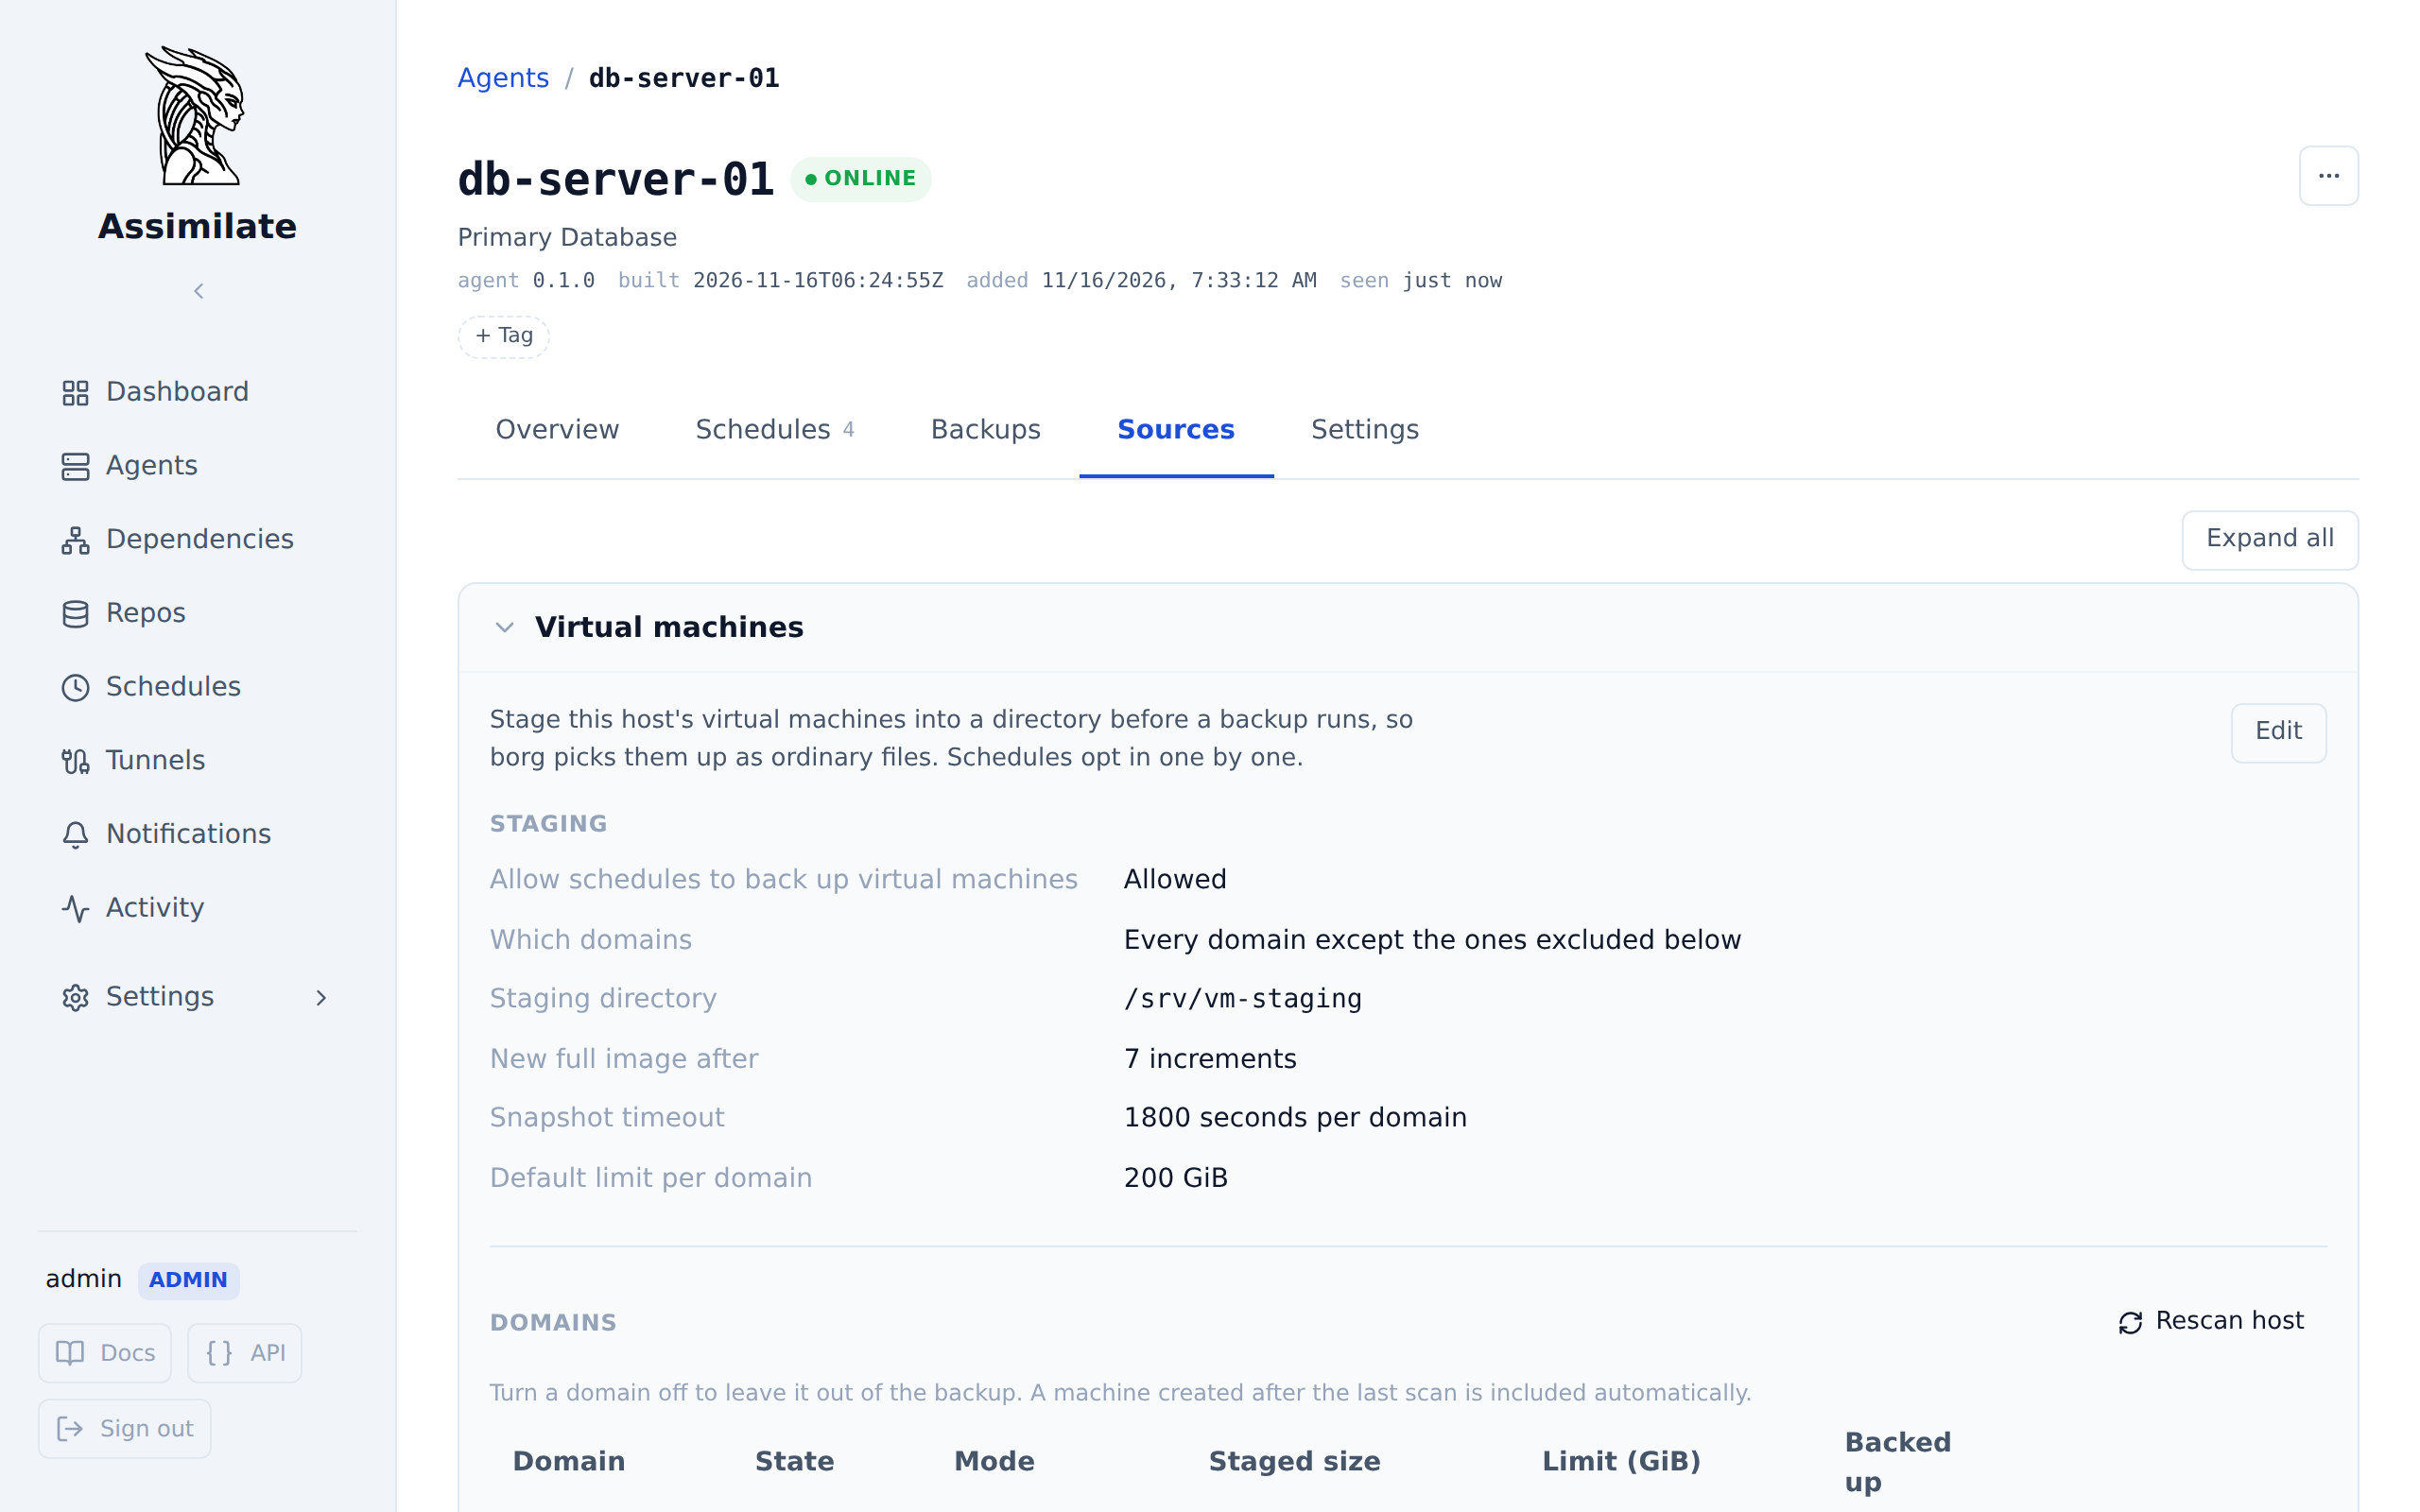 Assimilate
Dashboard
Agents
Dependencies
Repos
Schedules
Tunnels
Notifications
Activity
Settings
admin ADMIN
Docs
API
Sign out
Agents / db-server-01
db-server-01 ONLINE
...
Primary Database
agent 0.1.0 built 2026-11-16T06:24:55Z added 11/16/2026, 7:33:12 AM seen just now
+ Tag
Overview Schedules 4 Backups Sources Settings
Expand all
Virtual machines
Stage this host's virtual machines into a directory before a backup runs, so
borg picks them up as ordinary files. Schedules opt in one by one.
Edit
STAGING
Allow schedules to back up virtual machines Allowed
Which domains Every domain except the ones excluded below
Staging directory /srv/vm-staging
New full image after 7 increments
Snapshot timeout 1800 seconds per domain
Default limit per domain 200 GiB
DOMAINS
Rescan host
Turn a domain off to leave it out of the backup. A machine created after the last scan is included automatically.
Domain State Mode Staged size Limit (GiB) Backed
up